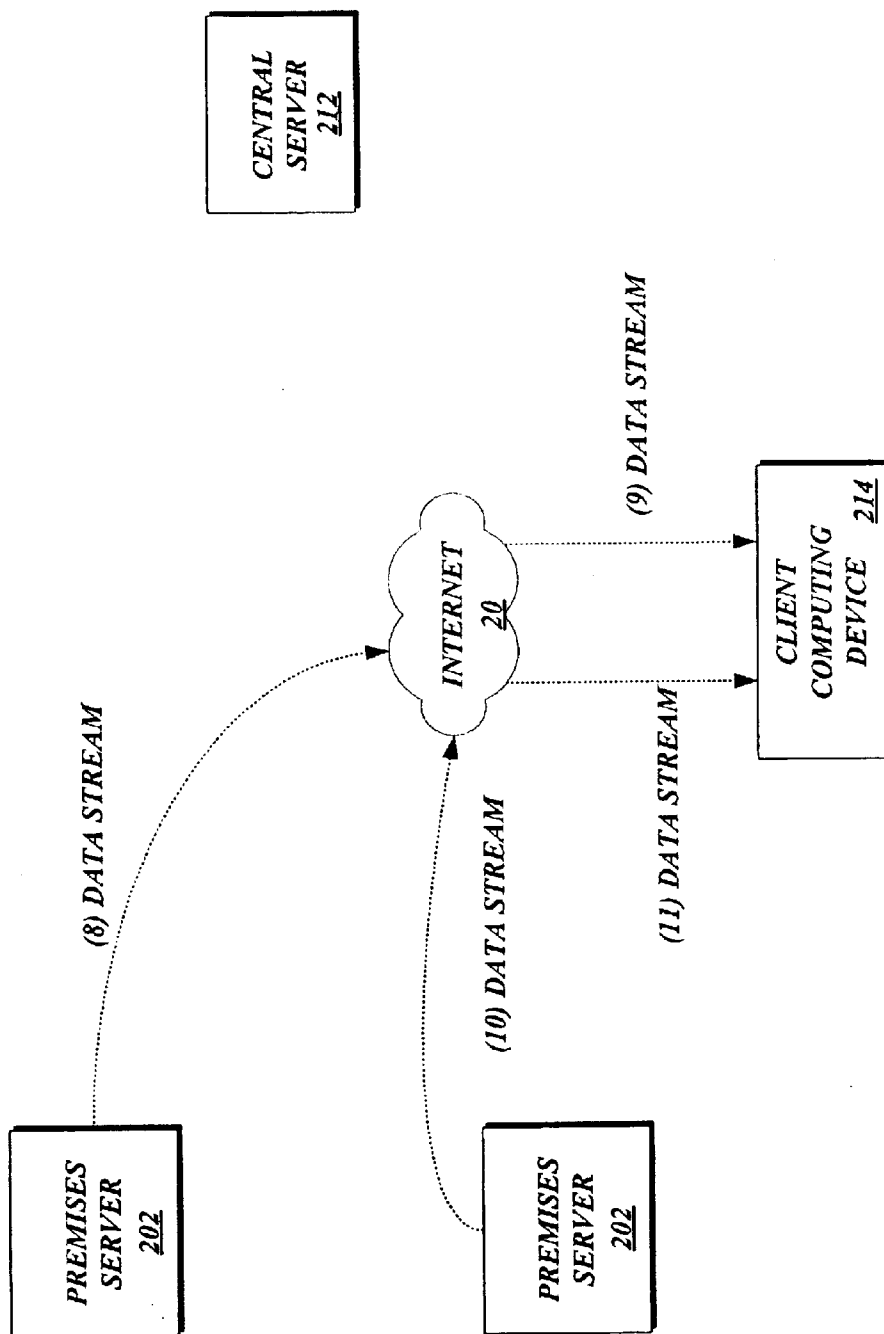 PREMISES
SERVER
202
(8) DATA STREAM
CENTRAL
SERVER
212
PREMISES
SERVER
202
(10) DATA STREAM
INTERNET
20
(11) DATA STREAM
(9) DATA STREAM
CLIENT
COMPUTING
DEVICE
214